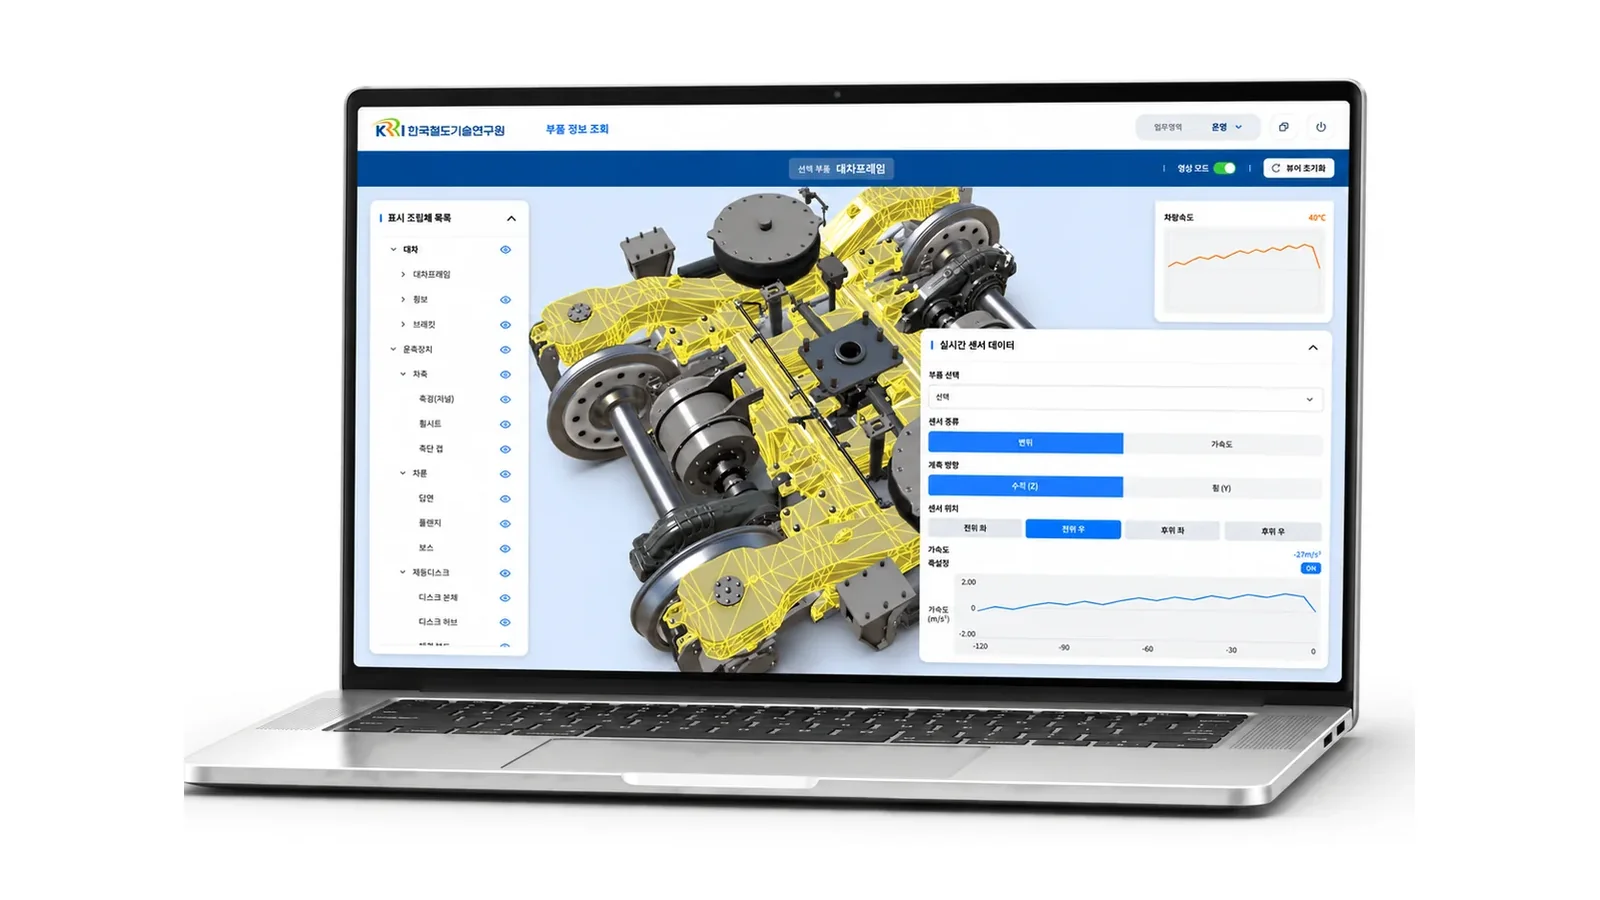 KRRI 한국철도기술연구원
부품 정보 조회
업무영역 운영
선택 부품 대차프레임
영상 모드
뷰어 초기화
표시 조립체 목록
대차
대차프레임
횡보
브래킷
윤축장치
차축
축경(저널)
휠시트
축단 캡
차륜
답면
플랜지
보스
제동디스크
디스크 본체
디스크 허브
차량속도 40°C
실시간 센서 데이터
부품 선택
선택
센서 종류
변위 가속도
계측 방향
수직 (Z) 횡 (Y)
센서 위치
전위 좌 전위 우 후위 좌 후위 우
가속도 -27m/s²
축설정 ON
2.00
가속도
(m/s²)
0
-2.00
-120 -90 -60 -30 0